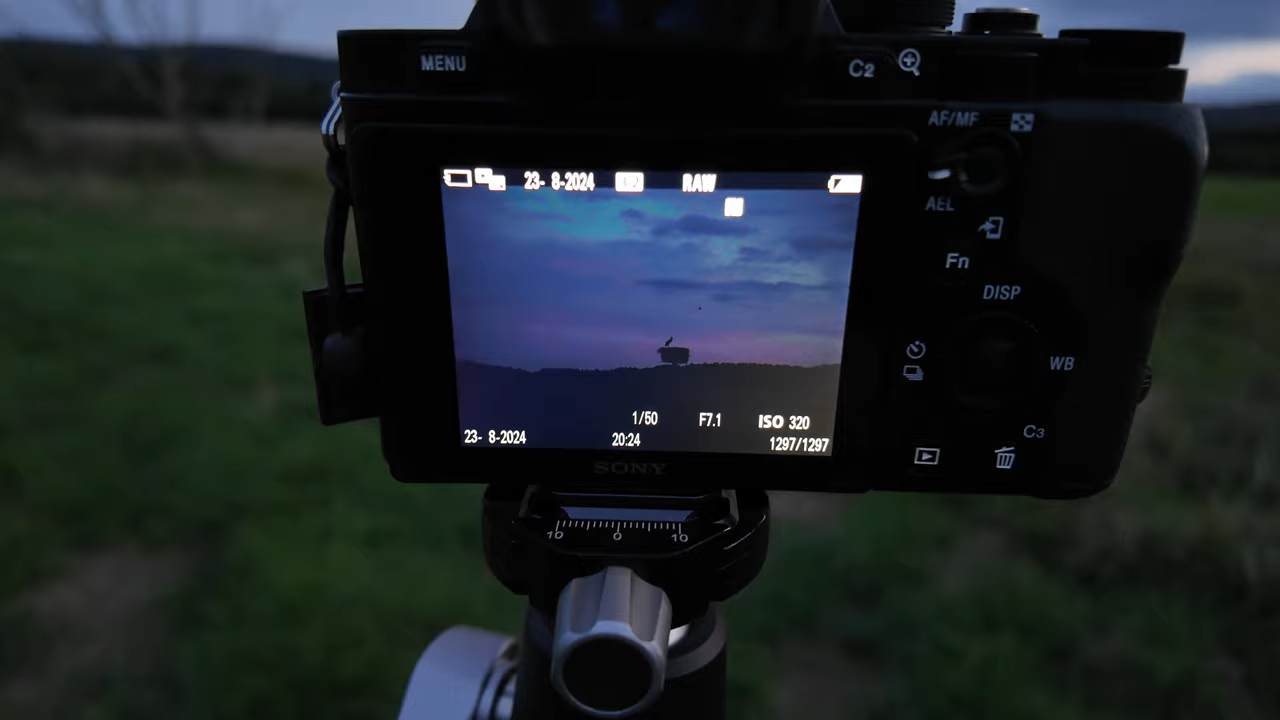 MENU
C2
AF/MF
23- 8-2024 RAW
AEL
Fn
DISP
WB
1/50 F7.1 ISO 320
23- 8-2024 20:24 1297/1297
C3
SONY
10 0 10